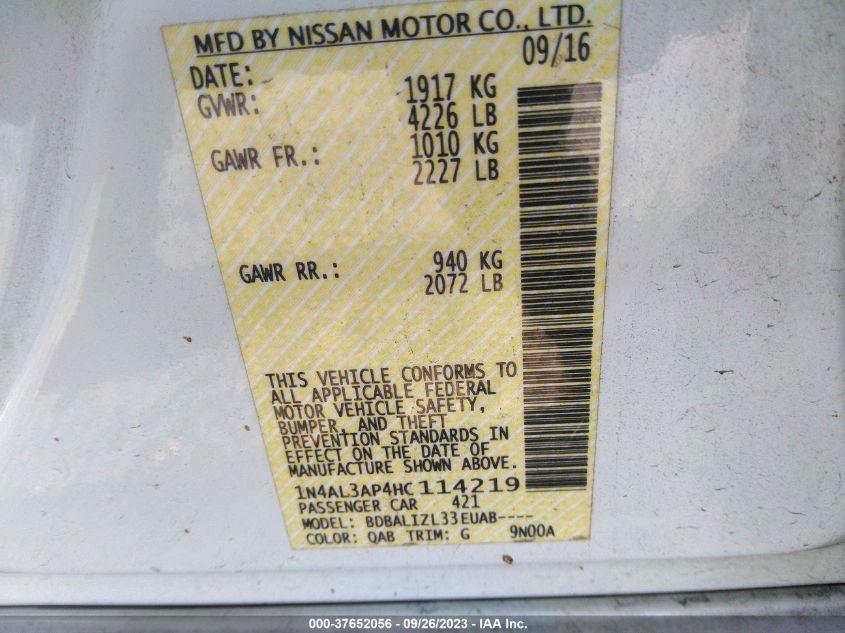 MFD BY NISSAN MOTOR CO., LTD.
DATE: 09/16
GVWR: 1917 KG
4226 LB
GAWR FR.: 1010 KG
2227 LB
GAWR RR.: 940 KG
2072 LB
THIS VEHICLE CONFORMS TO
ALL APPLICABLE FEDERAL
MOTOR VEHICLE SAFETY,
BUMPER, AND THEFT
PREVENTION STANDARDS IN
EFFECT ON THE DATE OF
MANUFACTURE SHOWN ABOVE.
1N4AL3AP4HC114219
PASSENGER CAR 421
MODEL: BDBALIZL33EUAB----
COLOR: QAB TRIM: G 9N00A
000-37652056 - 09/26/2023 - IAA Inc.